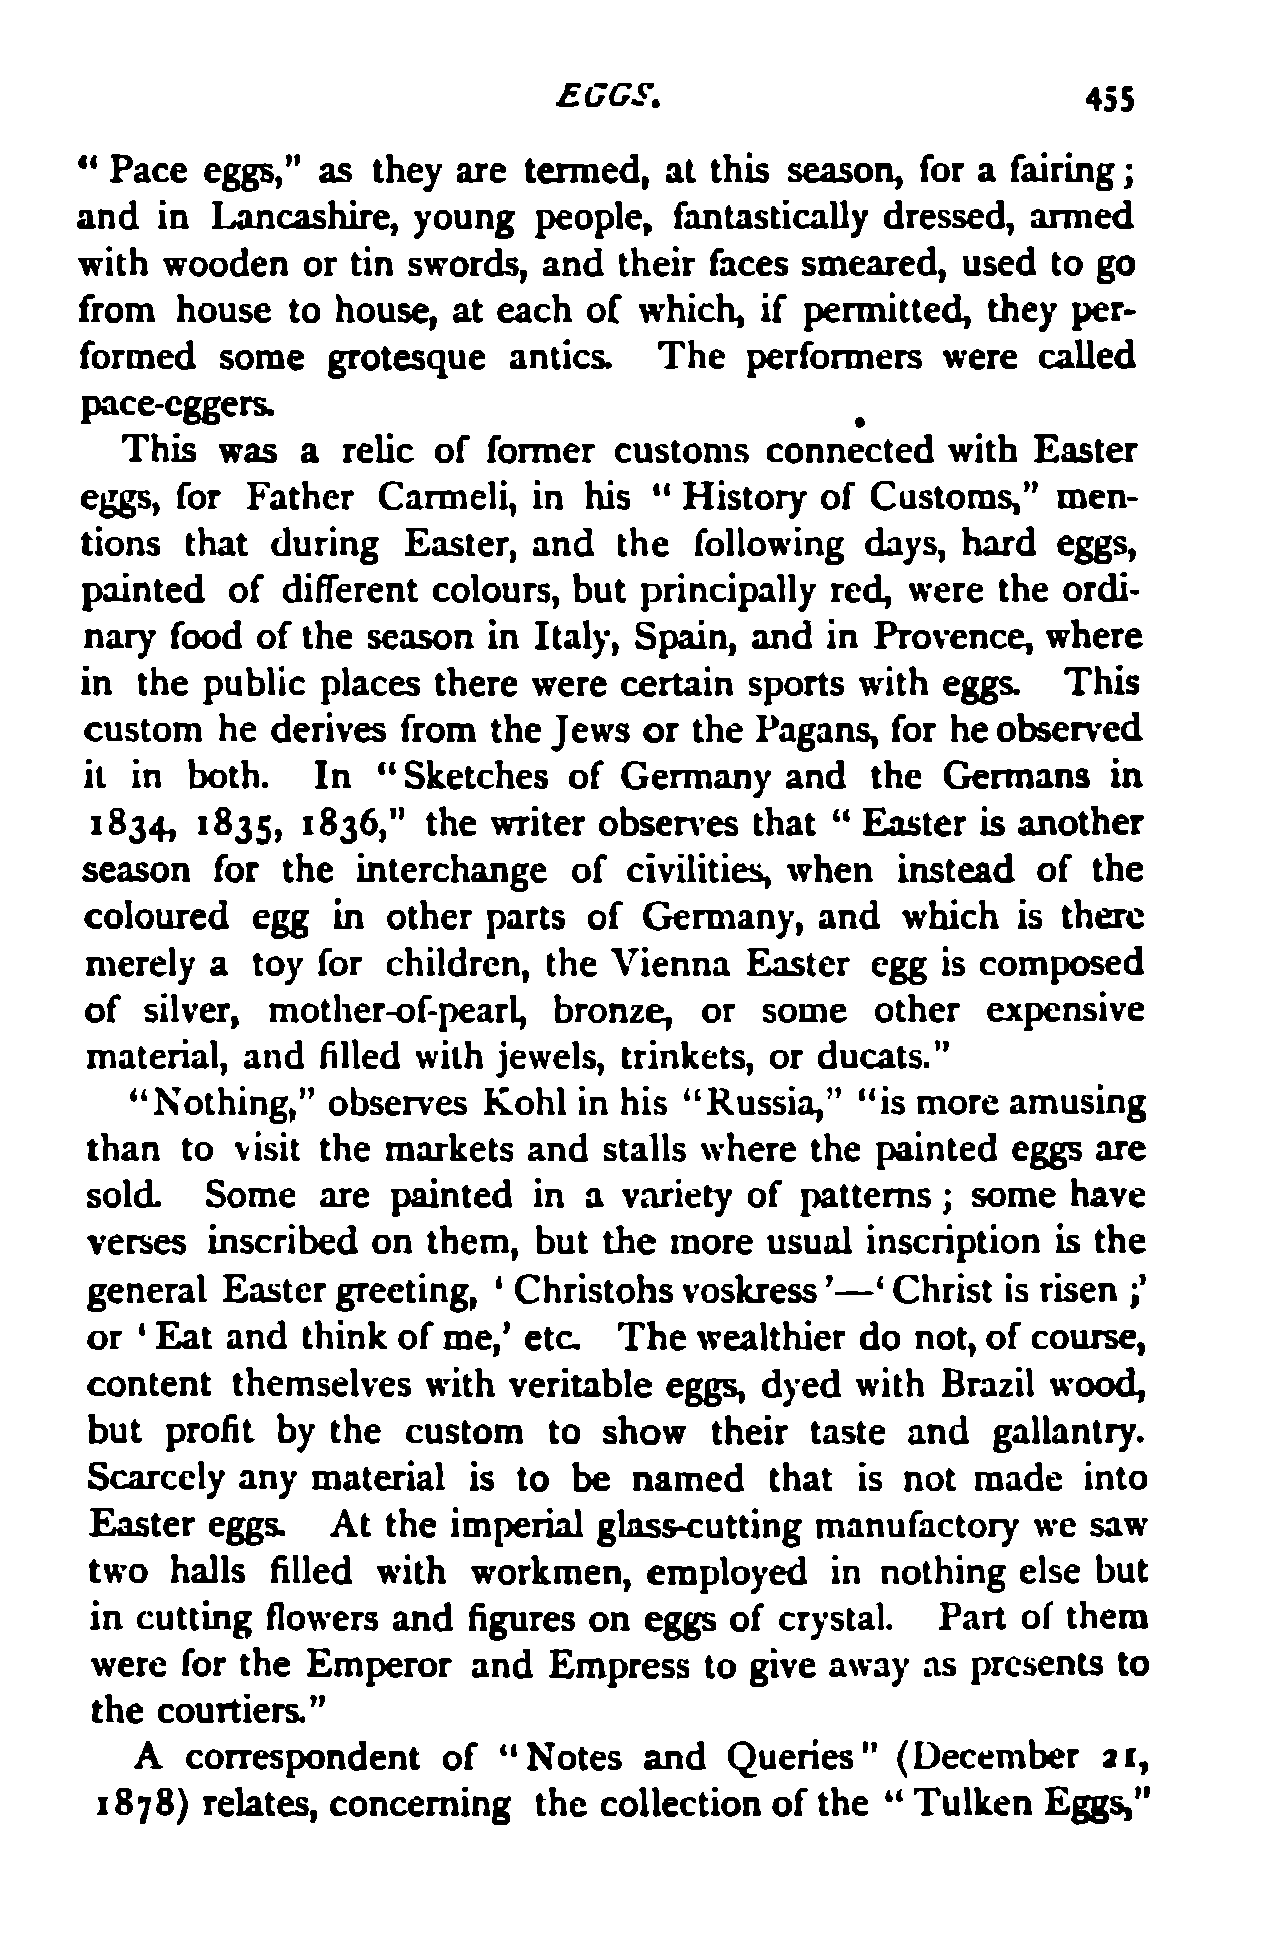 EGGS. 455
" Pace eggs," as they are termed, at this season, for a fairing ;
and in Lancashire, young people, fantastically dressed, armed
with wooden or tin swords, and their faces smeared, used to go
from house to house, at each of which, if permitted, they per-
formed some grotesque antics. The performers were called
pace-eggers.
This was a relic of former customs connected with Easter
eggs, for Father Carmeli, in his " History of Customs," men-
tions that during Easter, and the following days, hard eggs,
painted of different colours, but principally red, were the ordi-
nary food of the season in Italy, Spain, and in Provence, where
in the public places there were certain sports with eggs. This
custom he derives from the Jews or the Pagans, for he observed
it in both. In " Sketches of Germany and the Germans in
1834, 1835, 1836," the writer observes that " Easter is another
season for the interchange of civilities, when instead of the
coloured egg in other parts of Germany, and which is there
merely a toy for children, the Vienna Easter egg is composed
of silver, mother-of-pearl, bronze, or some other expensive
material, and filled with jewels, trinkets, or ducats."
"Nothing," observes Kohl in his "Russia," "is more amusing
than to visit the markets and stalls where the painted eggs are
sold. Some are painted in a variety of patterns ; some have
verses inscribed on them, but the more usual inscription is the
general Easter greeting, ' Christohs voskress '—' Christ is risen ;'
or ' Eat and think of me,' etc. The wealthier do not, of course,
content themselves with veritable eggs, dyed with Brazil wood,
but profit by the custom to show their taste and gallantry.
Scarcely any material is to be named that is not made into
Easter eggs. At the imperial glass-cutting manufactory we saw
two halls filled with workmen, employed in nothing else but
in cutting flowers and figures on eggs of crystal. Part of them
were for the Emperor and Empress to give away as presents to
the courtiers."
A correspondent of " Notes and Queries" (December 21,
1878) relates, concerning the collection of the " Tulken Eggs,"